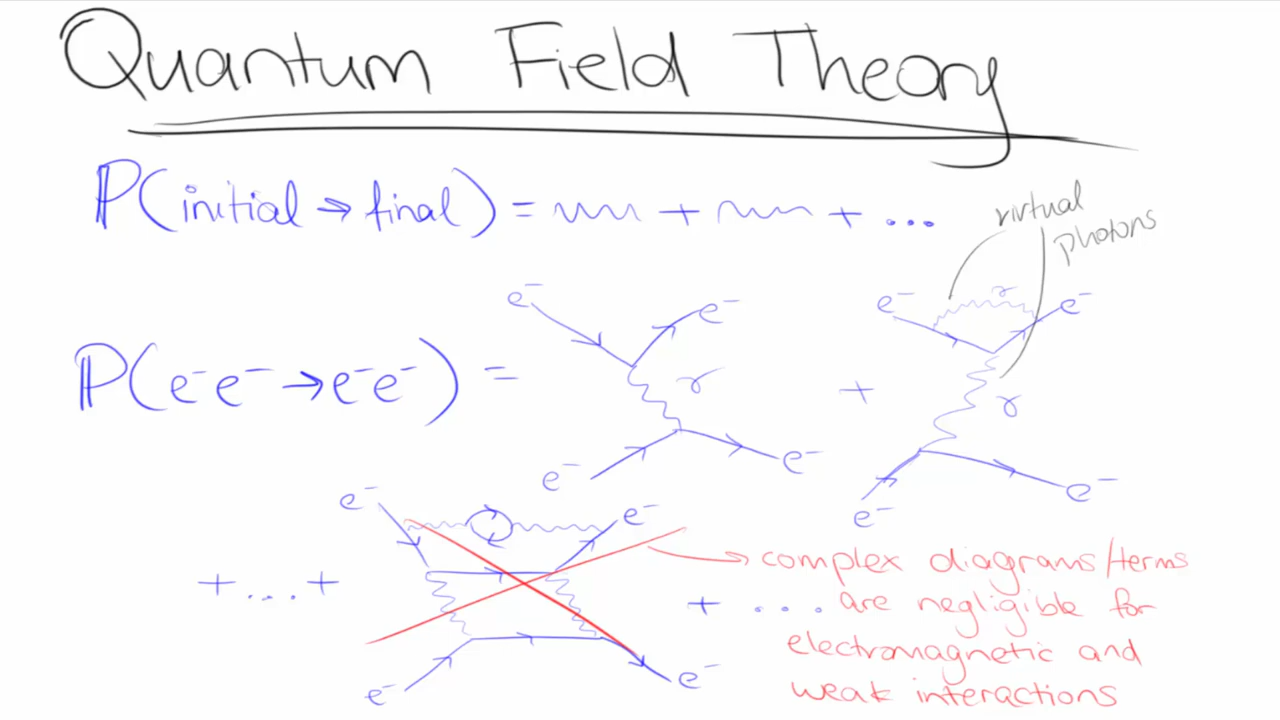 Quantum Field Theory
P(initial → final) = ~~~ + ~~~ + ...
virtual
photons
e⁻ e⁻ e⁻ γ e⁻
P(e⁻e⁻ → e⁻e⁻) = γ + γ
e⁻ e⁻ e⁻ e⁻
e⁻ e⁻
complex diagrams/terms
+ ... + + .... are negligible for
electromagnetic and
e⁻ e⁻ weak interactions